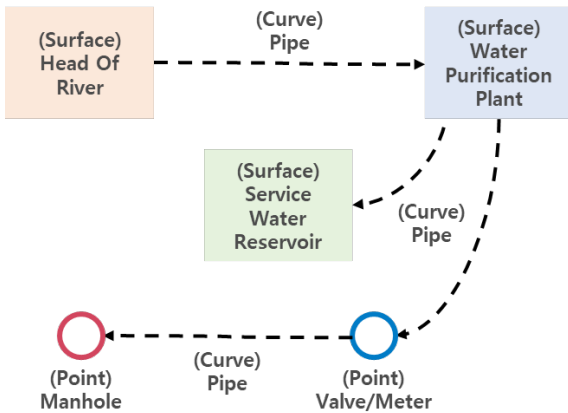 (Surface)
Head Of
River
(Curve)
Pipe
(Surface)
Water
Purification
Plant
(Surface)
Service
Water
Reservoir
(Curve)
Pipe
(Curve)
Pipe
(Point)
Manhole
(Point)
Valve/Meter